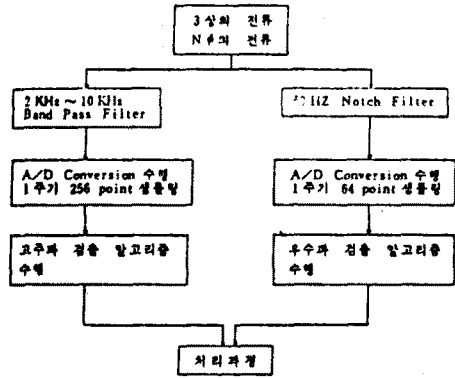 3 상의 전류
N 상의 전류
2 KHz ~ 10 KHz
Band Pass Filter
HZ Notch Filter
A/D Conversion 수행
1 주기 256 point 샘플링
A/D Conversion 수행
1 주기 64 point 샘플링
고주파 검출 알고리즘
수행
우수파 검출 알고리즘
수행
처리과정